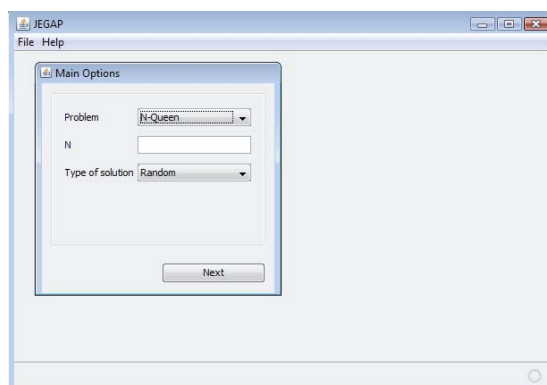 JEGAP
File Help
Main Options
Problem N-Queen
N
Type of solution Random
Next